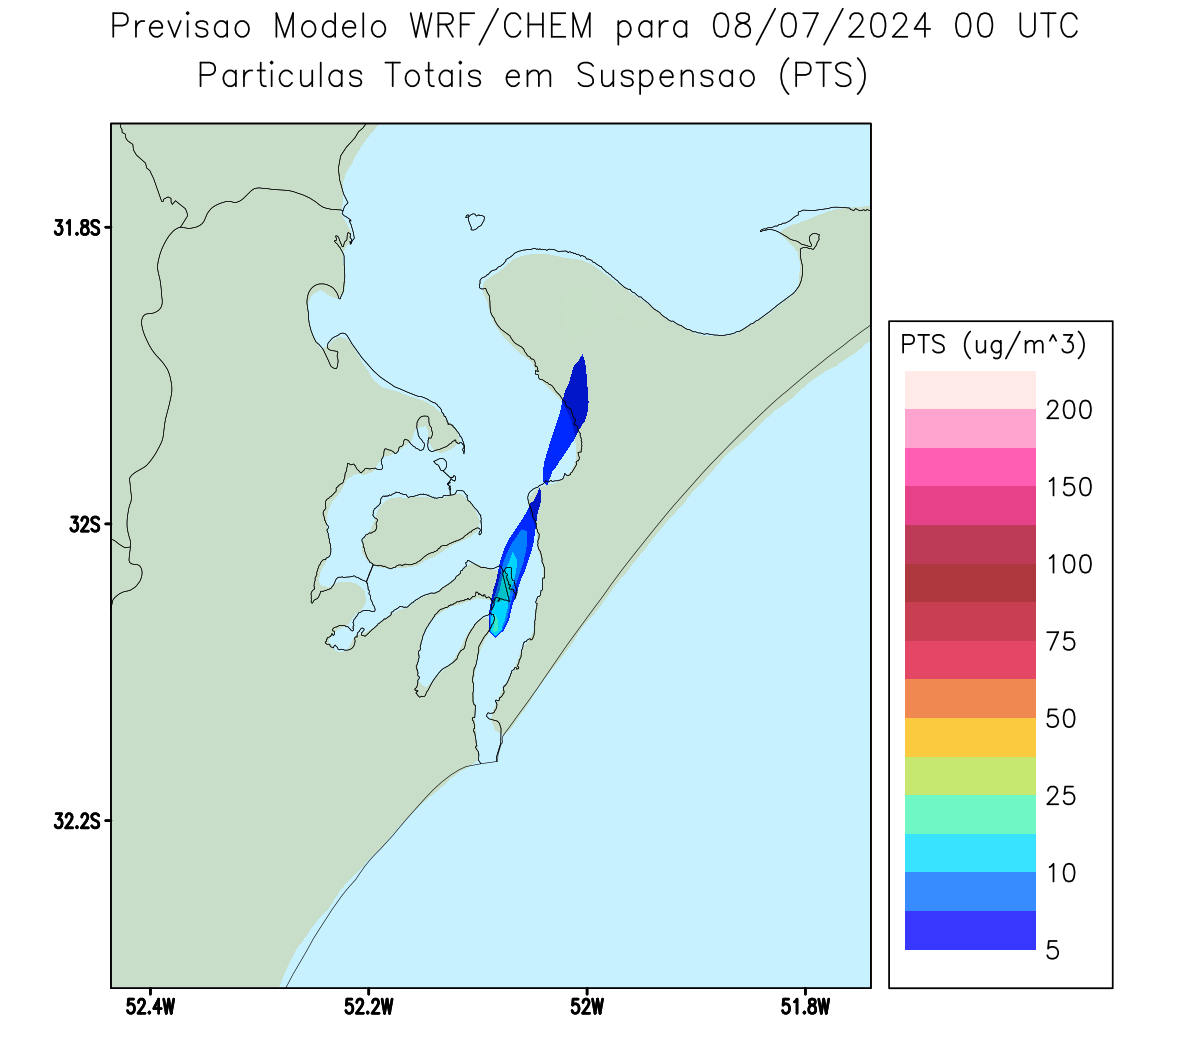 Previsao Modelo WRF/CHEM para 08/07/2024 00 UTC
Particulas Totais em Suspensao (PTS)
31.8S
32S
32.2S
52.4W
52.2W
52W
51.8W
PTS (ug/m^3)
200
150
100
75
50
25
10
5